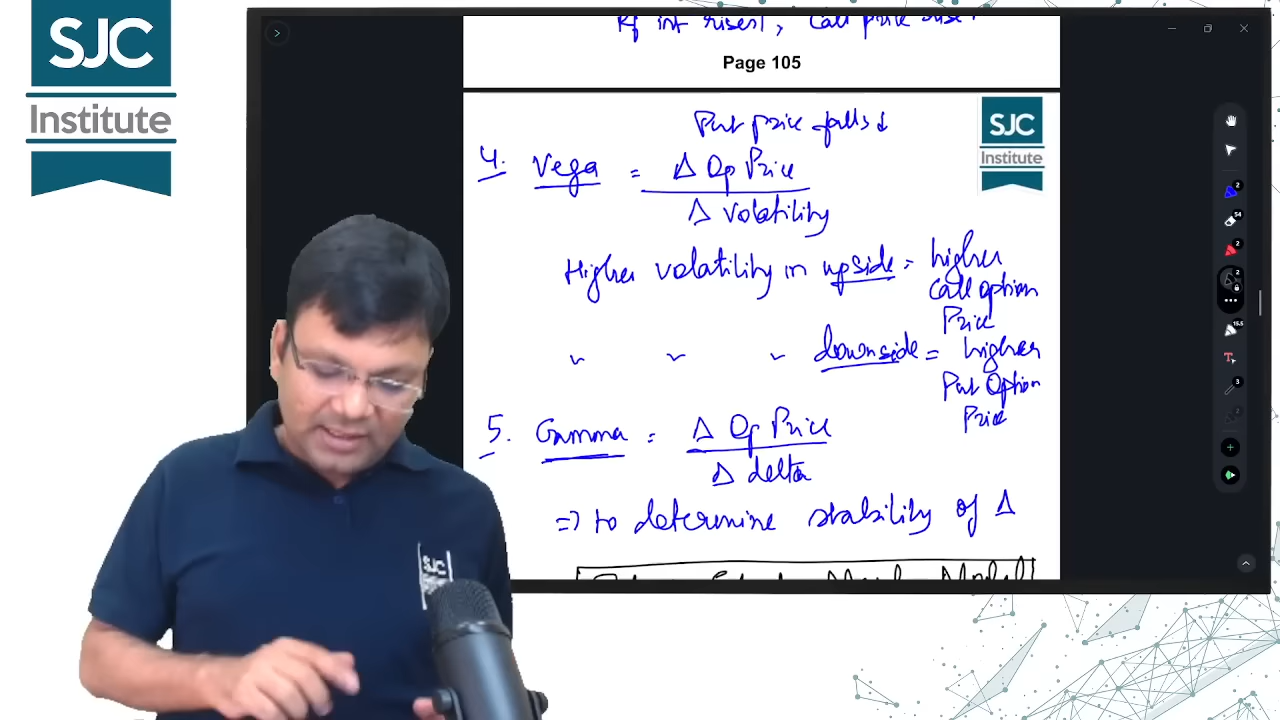 SJC
Institute
If int rises, call price rise
Page 105
SJC
Institute
Put price falls ↓
4. Vega = Δ Op Price
Δ volatility
Higher volatility in upside = higher
Call option
Price
〃 〃 〃 downside = higher
Put Option
Price
5. Gamma = Δ Op Price
Δ delta
=> to determine stability of Δ
Model
SJC